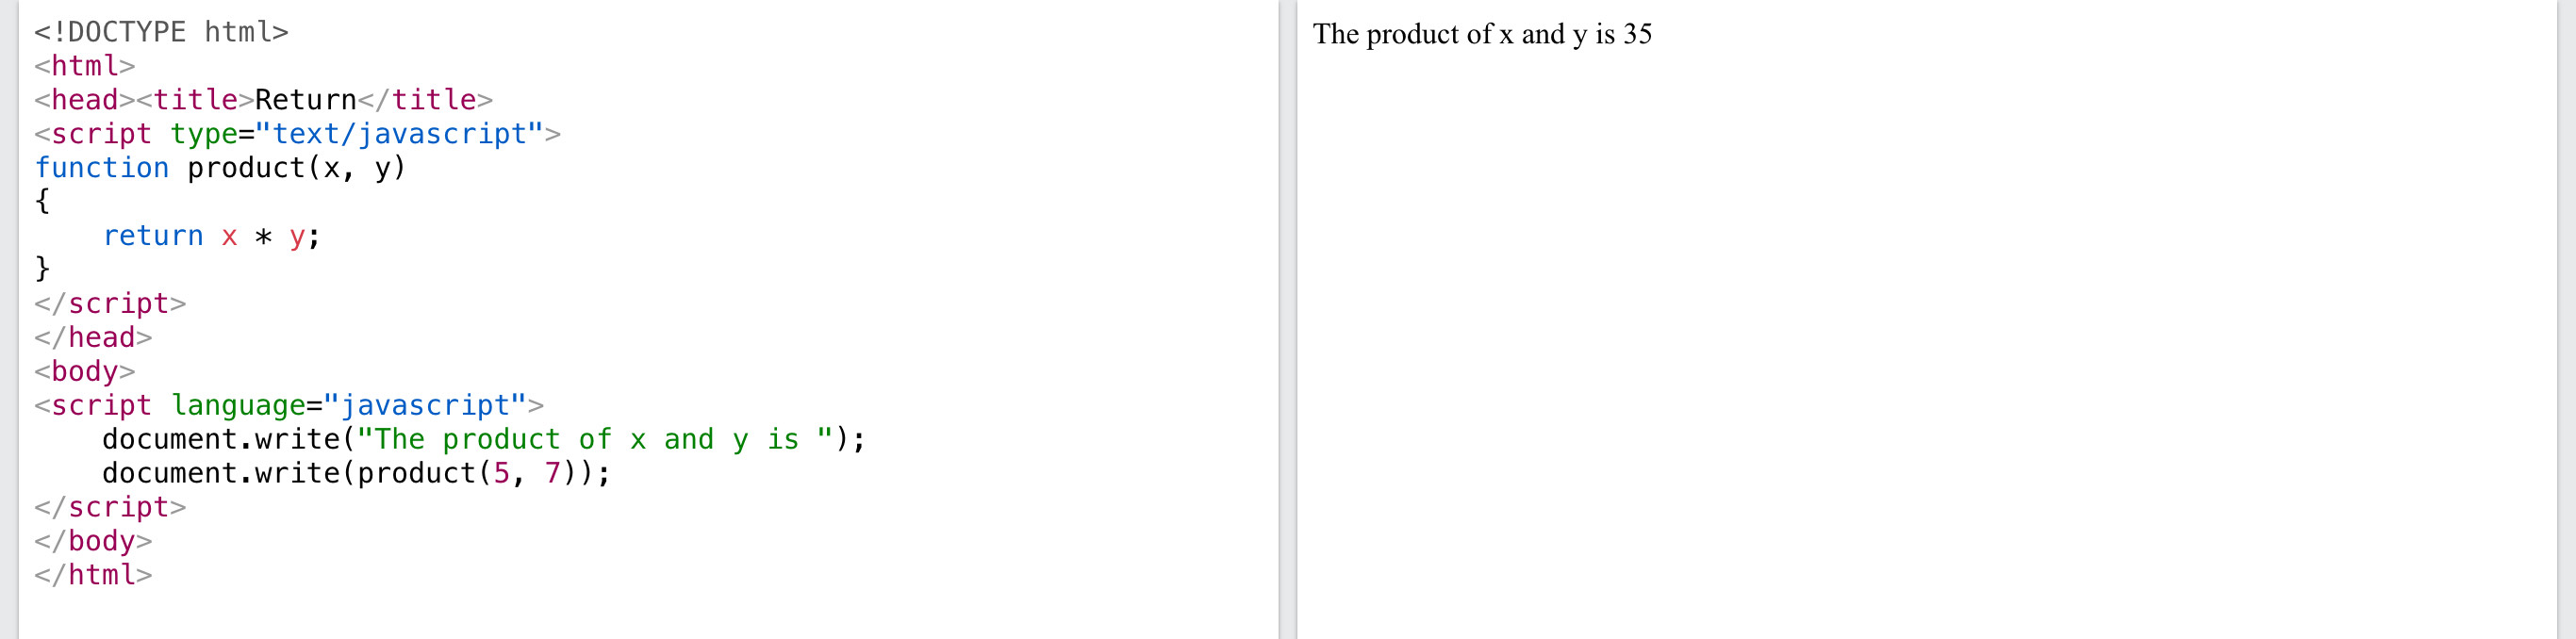 <!DOCTYPE html>
<html>
<head><title>Return</title>
<script type="text/javascript">
function product(x, y)
{
    return x * y;
}
</script>
</head>
<body>
<script language="javascript">
    document.write("The product of x and y is ");
    document.write(product(5, 7));
</script>
</body>
</html>
The product of x and y is 35